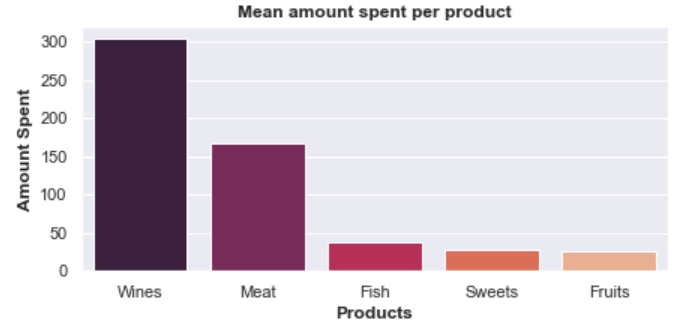 Mean amount spent per product
300
250
200
150
100
50
0
Amount Spent
Wines Meat Fish Sweets Fruits
Products